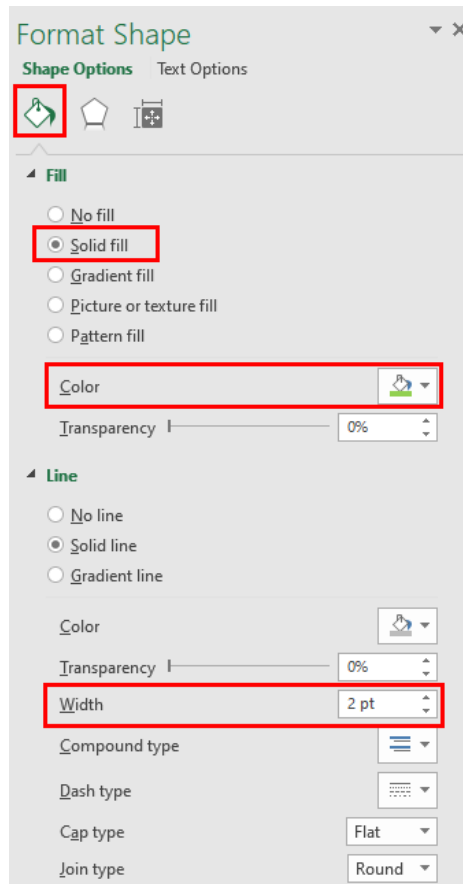 Format Shape
Shape Options Text Options
Fill
No fill
Solid fill
Gradient fill
Picture or texture fill
Pattern fill
Color
Transparency 0%
Line
No line
Solid line
Gradient line
Color
Transparency 0%
Width 2 pt
Compound type
Dash type
Cap type Flat
Join type Round